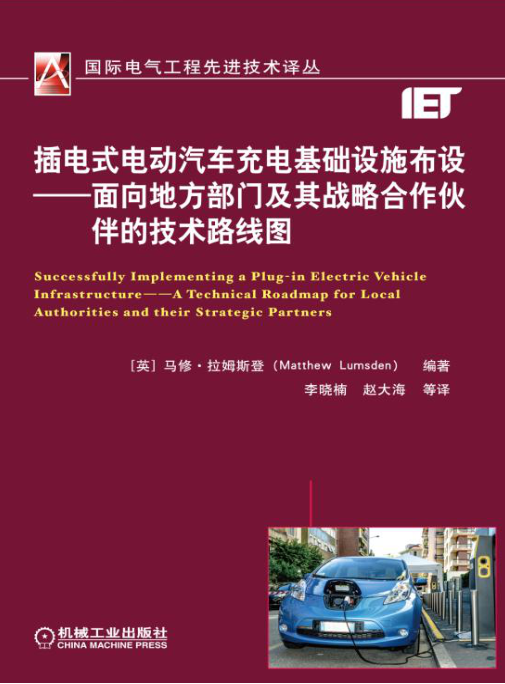 国际电气工程先进技术译丛
IET
插电式电动汽车充电基础设施布设
——面向地方部门及其战略合作伙
伴的技术路线图
Successfully Implementing a Plug-in Electric Vehicle
Infrastructure——A Technical Roadmap for Local
Authorities and their Strategic Partners
[英] 马修·拉姆斯登（Matthew Lumsden） 编著
李晓楠 赵大海 等译
机械工业出版社
CHINA MACHINE PRESS